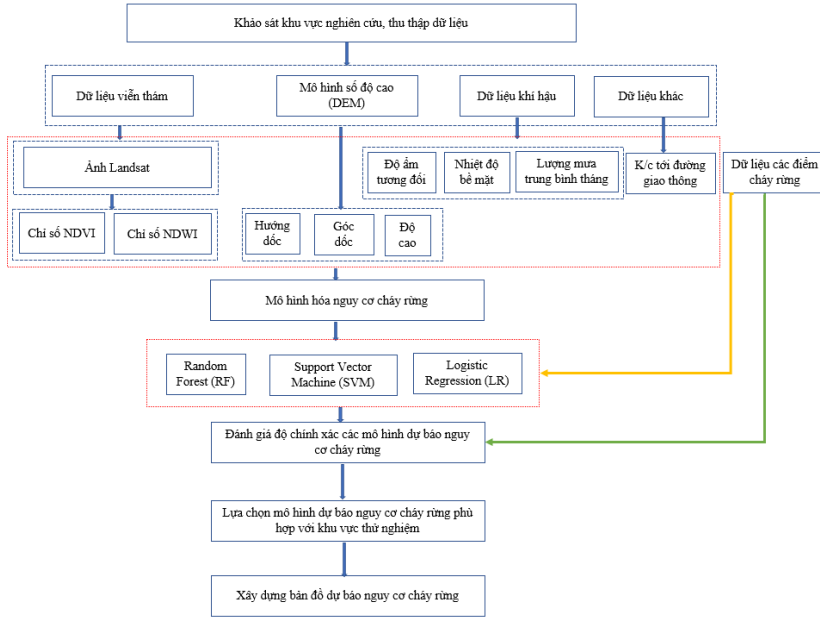 Khảo sát khu vực nghiên cứu, thu thập dữ liệu
Dữ liệu viễn thám
Mô hình số độ cao
(DEM)
Dữ liệu khí hậu
Dữ liệu khác
Ảnh Landsat
Độ ẩm
tương đối
Nhiệt độ
bề mặt
Lượng mưa
trung bình tháng
K/c tới đường
giao thông
Dữ liệu các điểm
cháy rừng
Chỉ số NDVI
Chỉ số NDWI
Hướng
dốc
Góc
dốc
Độ
cao
Mô hình hóa nguy cơ cháy rừng
Random
Forest (RF)
Support Vector
Machine (SVM)
Logistic
Regression (LR)
Đánh giá độ chính xác các mô hình dự báo nguy
cơ cháy rừng
Lựa chọn mô hình dự báo nguy cơ cháy rừng phù
hợp với khu vực thử nghiệm
Xây dựng bản đồ dự báo nguy cơ cháy rừng